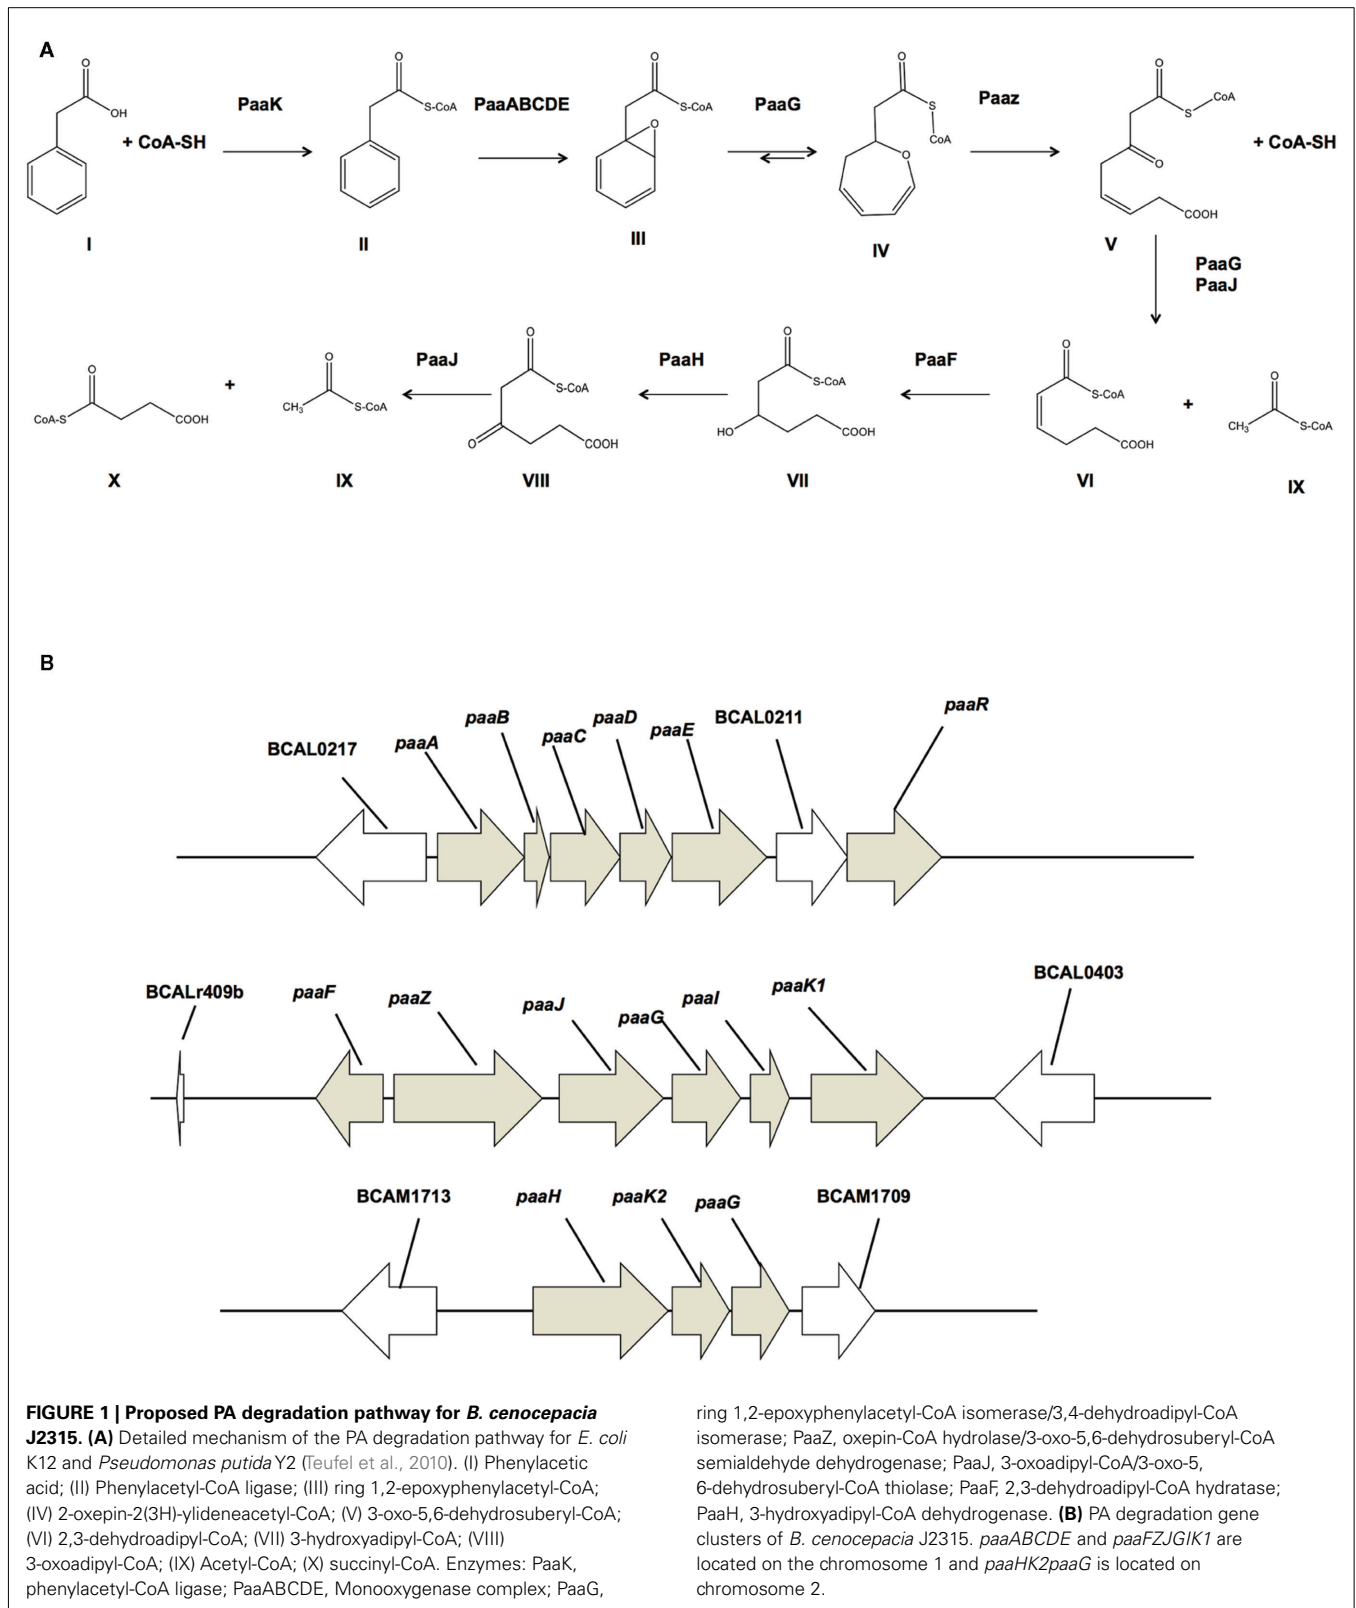 A
O
OH
+ CoA-SH
I
PaaK
O
S-CoA
II
PaaABCDE
O
S-CoA
O
III
PaaG
O
S
CoA
O
IV
Paaz
O
S
CoA
O
COOH
V
+ CoA-SH
PaaG
PaaJ
O
CoA-S
COOH
X
+
O
CH3
S-CoA
IX
PaaJ
O
S-CoA
O
COOH
VIII
PaaH
O
S-CoA
HO
COOH
VII
PaaF
O
S-CoA
COOH
VI
+
O
CH3
S-CoA
IX
B
BCAL0217
paaA
paaB
paaC
paaD
paaE
BCAL0211
paaR
BCALr409b
paaF
paaZ
paaJ
paaG
paaI
paaK1
BCAL0403
BCAM1713
paaH
paaK2
paaG
BCAM1709
FIGURE 1 | Proposed PA degradation pathway for B. cenocepacia
J2315. (A) Detailed mechanism of the PA degradation pathway for E. coli
K12 and Pseudomonas putida Y2 (Teufel et al., 2010). (I) Phenylacetic
acid; (II) Phenylacetyl-CoA ligase; (III) ring 1,2-epoxyphenylacetyl-CoA;
(IV) 2-oxepin-2(3H)-ylideneacetyl-CoA; (V) 3-oxo-5,6-dehydrosuberyl-CoA;
(VI) 2,3-dehydroadipyl-CoA; (VII) 3-hydroxyadipyl-CoA; (VIII)
3-oxoadipyl-CoA; (IX) Acetyl-CoA; (X) succinyl-CoA. Enzymes: PaaK,
phenylacetyl-CoA ligase; PaaABCDE, Monooxygenase complex; PaaG,
ring 1,2-epoxyphenylacetyl-CoA isomerase/3,4-dehydroadipyl-CoA
isomerase; PaaZ, oxepin-CoA hydrolase/3-oxo-5,6-dehydrosuberyl-CoA
semialdehyde dehydrogenase; PaaJ, 3-oxoadipyl-CoA/3-oxo-5,
6-dehydrosuberyl-CoA thiolase; PaaF, 2,3-dehydroadipyl-CoA hydratase;
PaaH, 3-hydroxyadipyl-CoA dehydrogenase. (B) PA degradation gene
clusters of B. cenocepacia J2315. paaABCDE and paaFZJGIK1 are
located on the chromosome 1 and paaHK2paaG is located on
chromosome 2.